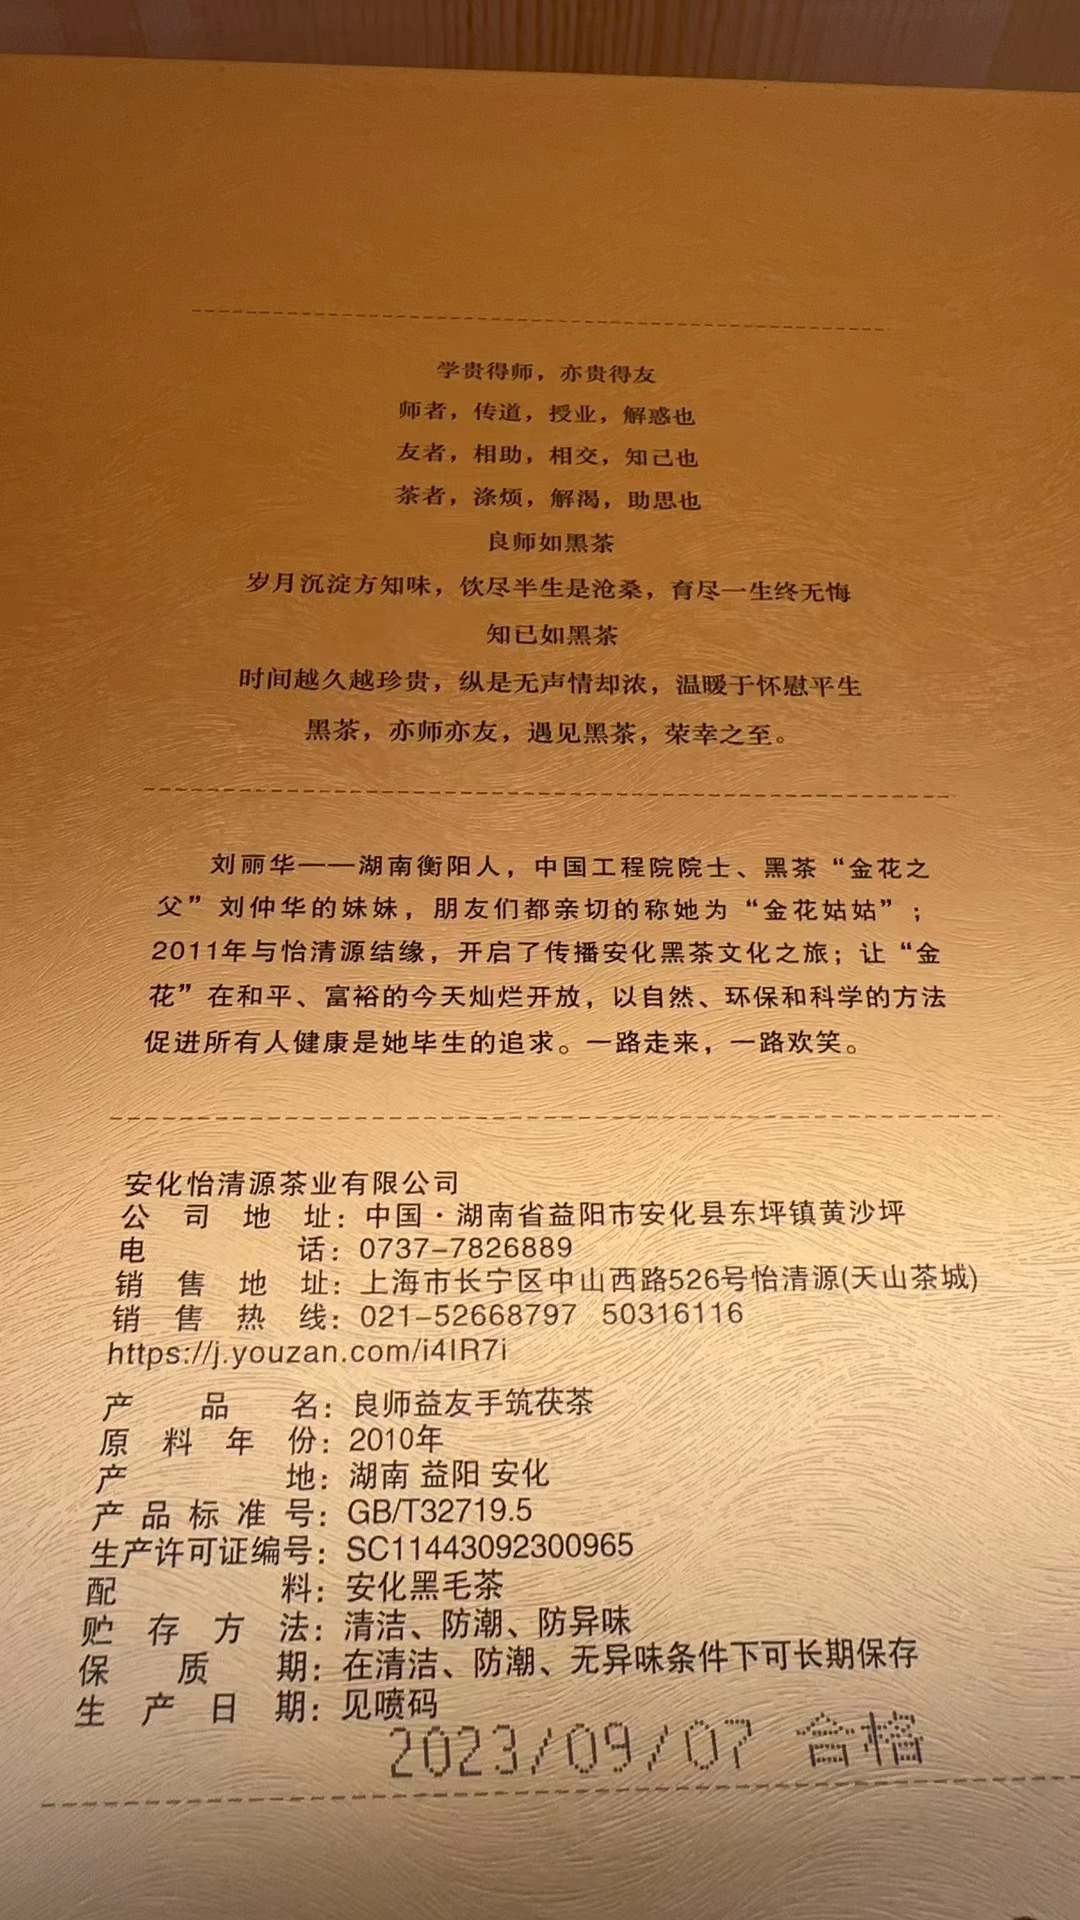 学贵得师，亦贵得友
师者，传道，授业，解惑也
友者，相助，相交，知己也
茶者，涤烦，解渴，助思也
良师如黑茶
岁月沉淀方知味，饮尽半生是沧桑，育尽一生终无悔
知已如黑茶
时间越久越珍贵，纵是无声情却浓，温暖于怀慰平生
黑茶，亦师亦友，遇见黑茶，荣幸之至。
刘丽华——湖南衡阳人，中国工程院院士、黑茶“金花之
父”刘仲华的妹妹，朋友们都亲切的称她为“金花姑姑”；
2011年与怡清源结缘，开启了传播安化黑茶文化之旅；让“金
花”在和平、富裕的今天灿烂开放，以自然、环保和科学的方法
促进所有人健康是她毕生的追求。一路走来，一路欢笑。
安化怡清源茶业有限公司
公司地址：中国·湖南省益阳市安化县东坪镇黄沙坪
电话：0737-7826889
销售地址：上海市长宁区中山西路526号怡清源(天山茶城)
销售热线：021-52668797 50316116
https://j.youzan.com/i4IR7i
产品名：良师益友手筑茯茶
原料年份：2010年
产地：湖南 益阳 安化
产品标准号：GB/T32719.5
生产许可证编号：SC11443092300965
配料：安化黑毛茶
贮存方法：清洁、防潮、防异味
保质期：在清洁、防潮、无异味条件下可长期保存
生产日期：见喷码
2023/09/07 合格